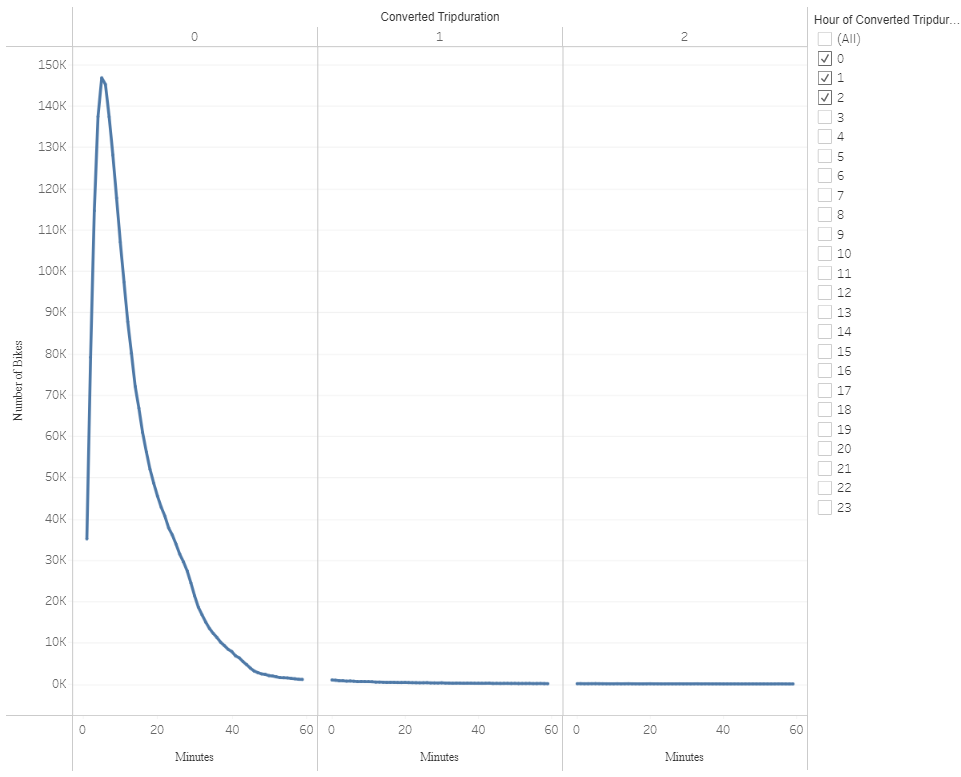 Converted Tripduration
0 1 2
150K
140K
130K
120K
110K
100K
90K
80K
70K
60K
50K
40K
30K
20K
10K
0K
Number of Bikes
0 20 40 60 0 20 40 60 0 20 40 60
Minutes Minutes Minutes
Hour of Converted Tripdur...
(All)
0
1
2
3
4
5
6
7
8
9
10
11
12
13
14
15
16
17
18
19
20
21
22
23